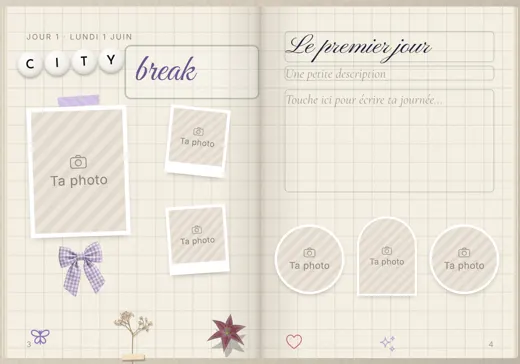 JOUR 1 · LUNDI 1 JUIN
CITY
break
Ta photo
Ta photo
Ta photo
3
Le premier jour
Une petite description
Touche ici pour écrire ta journée...
Ta photo
Ta photo
Ta photo
4